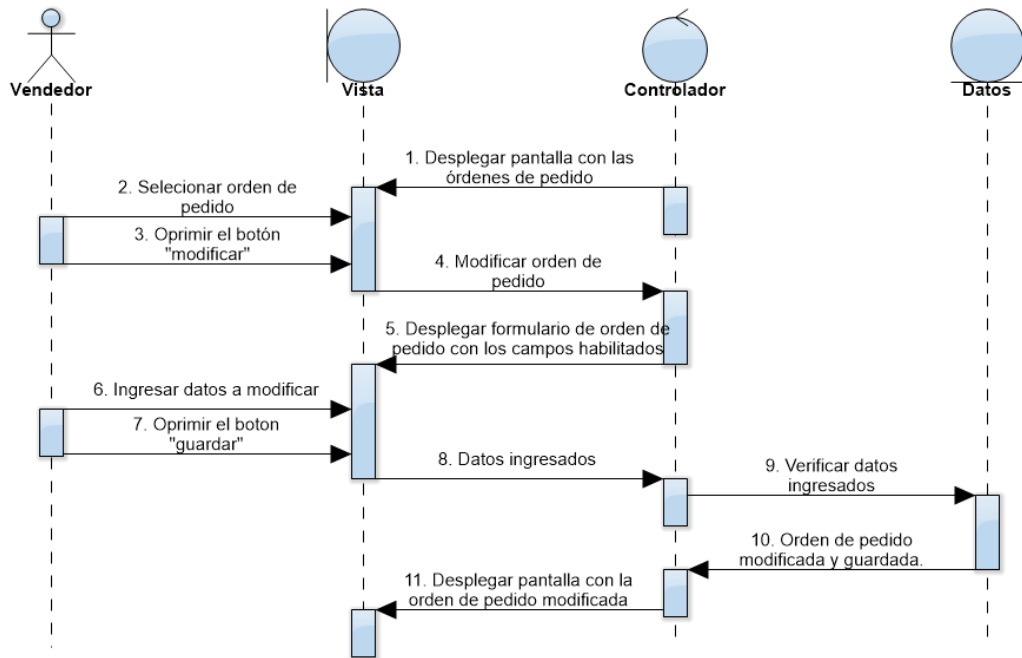 Vendedor
Vista
Controlador
Datos
1. Desplegar pantalla con las
órdenes de pedido
2. Selecionar orden de
pedido
3. Oprimir el botón
"modificar"
4. Modificar orden de
pedido
5. Desplegar formulario de orden de
pedido con los campos habilitados
6. Ingresar datos a modificar
7. Oprimir el boton
"guardar"
8. Datos ingresados
9. Verificar datos
ingresados
10. Orden de pedido
modificada y guardada.
11. Desplegar pantalla con la
orden de pedido modificada